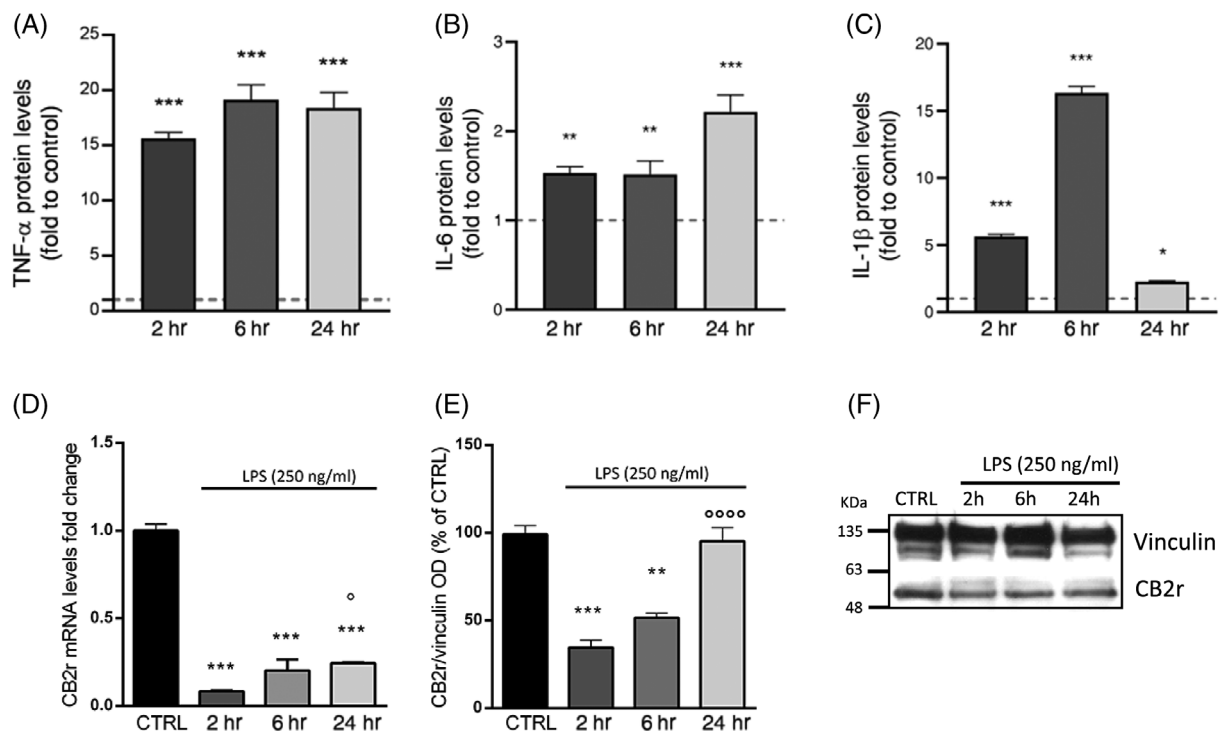 (A)
TNF-α protein levels
(fold to control)
25
20
15
10
5
0
***
***
***
2 hr 6 hr 24 hr
(B)
IL-6 protein levels
(fold to control)
3
2
1
0
**
**
***
2 hr 6 hr 24 hr
(C)
IL-1β protein levels
(fold to control)
20
15
10
5
0
***
***
*
2 hr 6 hr 24 hr
(D)
CB2r mRNA levels fold change
1.5
1.0
0.5
0.0
LPS (250 ng/ml)
***
***
°
***
CTRL 2 hr 6 hr 24 hr
(E)
CB2r/vinculin OD (% of CTRL)
150
100
50
0
LPS (250 ng/ml)
***
**
°°°°
CTRL 2 hr 6 hr 24 hr
(F)
LPS (250 ng/ml)
KDa CTRL 2h 6h 24h
135
63
48
Vinculin
CB2r